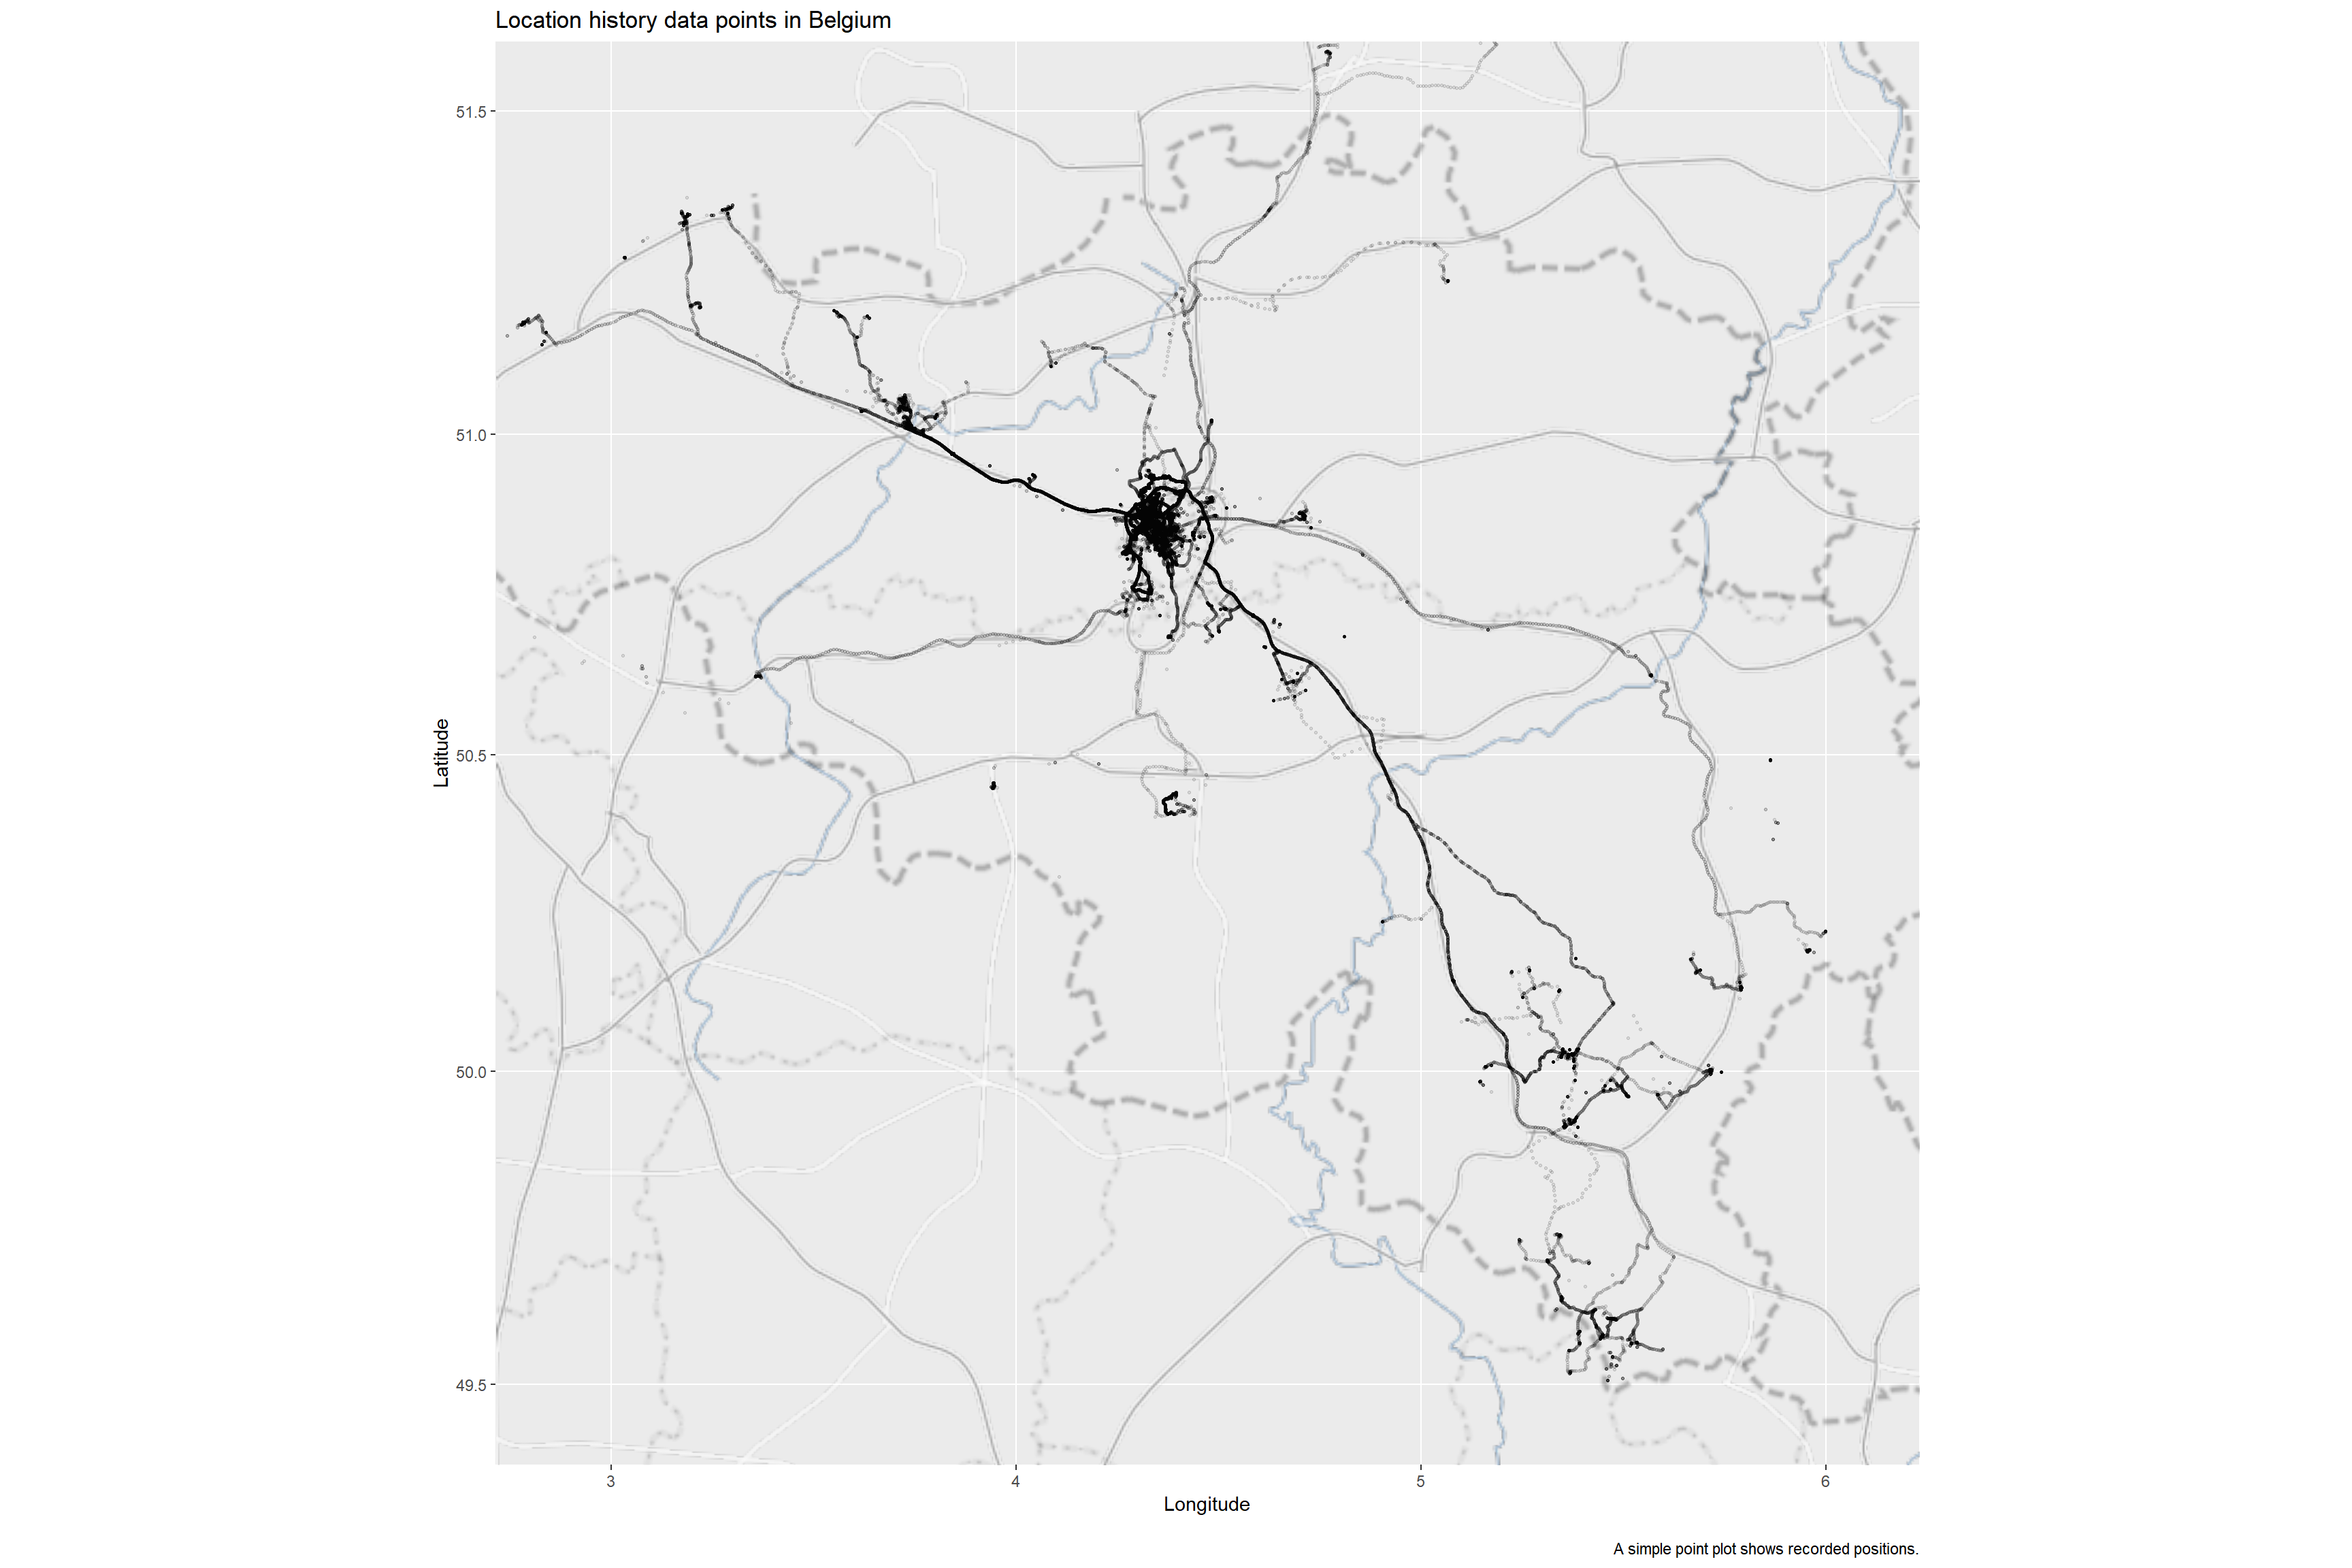 Location history data points in Belgium
51.5
51.0
50.5
50.0
49.5
Latitude
3
4
5
6
Longitude
A simple point plot shows recorded positions.